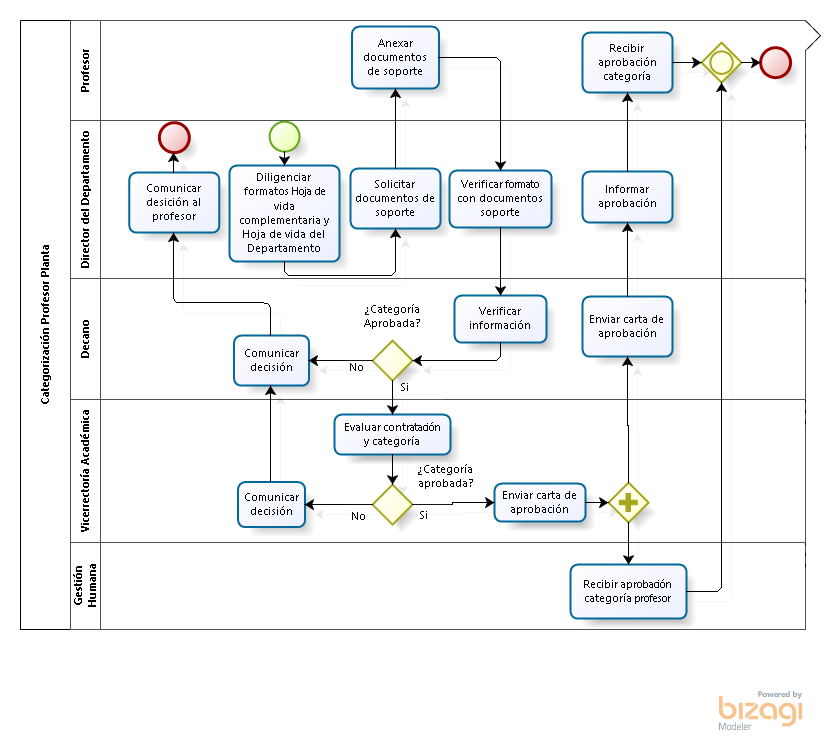 Categorización Profesor Planta
Profesor
Anexar
documentos
de soporte
Recibir
aprobación
categoría
Director del Departamento
Comunicar
desición al
profesor
Diligenciar
formatos Hoja de
vida
complementaria y
Hoja de vida del
Departamento
Solicitar
documentos de
soporte
Verificar formato
con documentos
soporte
Informar
aprobación
Decano
¿Categoría
Aprobada?
Verificar
información
Enviar carta de
aprobación
Comunicar
decisión
No
Si
Vicerrectoría Académica
Evaluar contratación
y categoría
¿Categoría
aprobada?
Comunicar
decisión
No
Si
Enviar carta de
aprobación
Gestión
Humana
Recibir aprobación
categoría profesor
Powered by
bizagi
Modeler